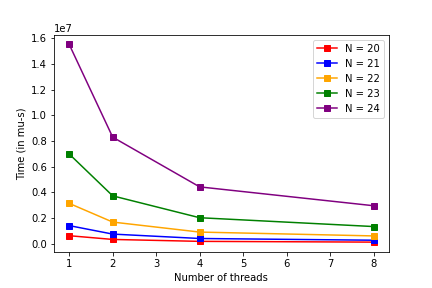 1e7
1.6
1.4
1.2
1.0
0.8
0.6
0.4
0.2
0.0
Time (in mu-s)
1 2 3 4 5 6 7 8
Number of threads
N = 20
N = 21
N = 22
N = 23
N = 24